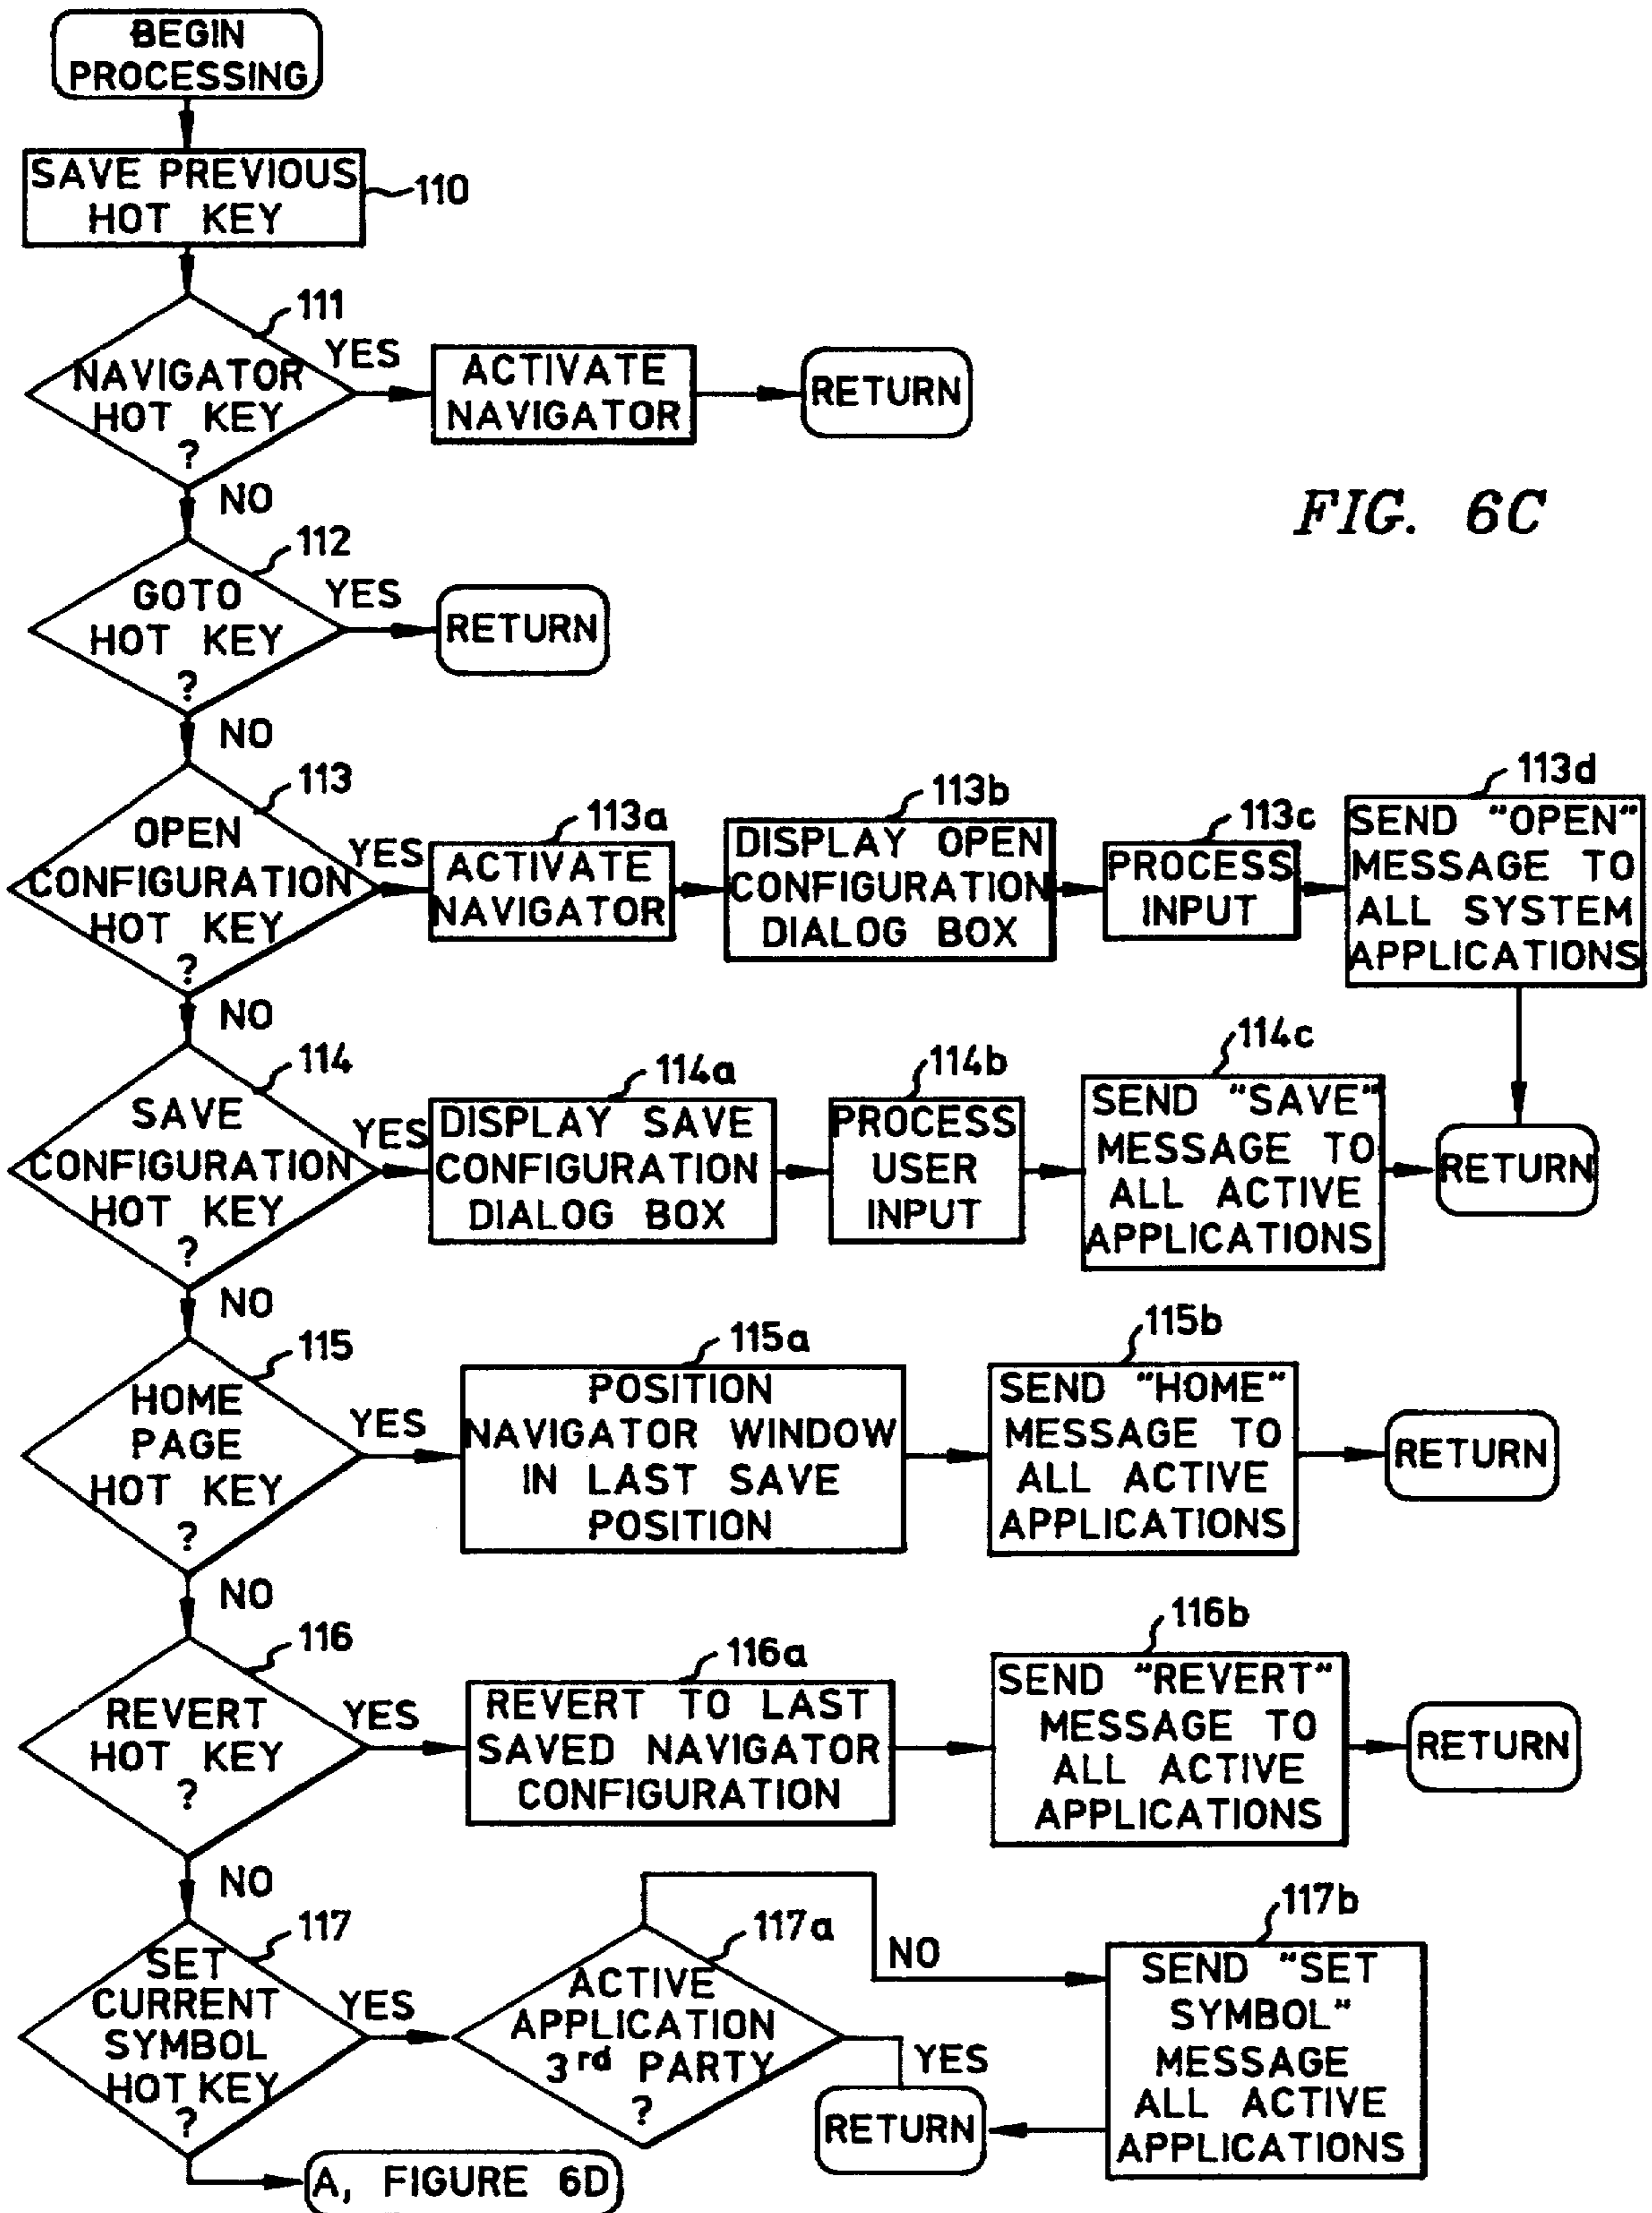 BEGIN
PROCESSING
SAVE PREVIOUS
HOT KEY
110
111
NAVIGATOR
HOT KEY
?
YES
ACTIVATE
NAVIGATOR
RETURN
NO
FIG. 6C
112
GOTO
HOT KEY
?
YES
RETURN
NO
113
OPEN
CONFIGURATION
HOT KEY
?
YES
113a
ACTIVATE
NAVIGATOR
113b
DISPLAY OPEN
CONFIGURATION
DIALOG BOX
113c
PROCESS
INPUT
113d
SEND "OPEN"
MESSAGE TO
ALL SYSTEM
APPLICATIONS
NO
114
SAVE
CONFIGURATION
HOT KEY
?
YES
114a
DISPLAY SAVE
CONFIGURATION
DIALOG BOX
114b
PROCESS
USER
INPUT
114c
SEND "SAVE"
MESSAGE TO
ALL ACTIVE
APPLICATIONS
RETURN
NO
115
HOME
PAGE
HOT KEY
?
YES
115a
POSITION
NAVIGATOR WINDOW
IN LAST SAVE
POSITION
115b
SEND "HOME"
MESSAGE TO
ALL ACTIVE
APPLICATIONS
RETURN
NO
116
REVERT
HOT KEY
?
YES
116a
REVERT TO LAST
SAVED NAVIGATOR
CONFIGURATION
116b
SEND "REVERT"
MESSAGE TO
ALL ACTIVE
APPLICATIONS
RETURN
NO
117
SET
CURRENT
SYMBOL
HOT KEY
?
YES
117a
ACTIVE
APPLICATION
3rd PARTY
?
NO
YES
RETURN
117b
SEND "SET
SYMBOL"
MESSAGE
ALL ACTIVE
APPLICATIONS
A, FIGURE 6D